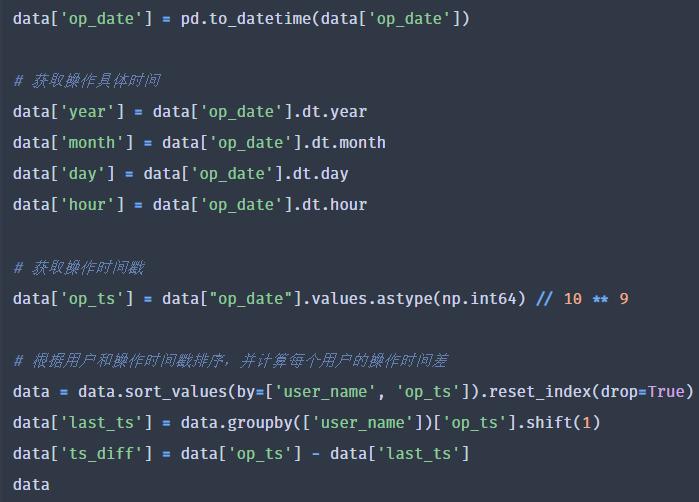 data['op_date'] = pd.to_datetime(data['op_date'])
# 获取操作具体时间
data['year'] = data['op_date'].dt.year
data['month'] = data['op_date'].dt.month
data['day'] = data['op_date'].dt.day
data['hour'] = data['op_date'].dt.hour
# 获取操作时间戳
data['op_ts'] = data["op_date"].values.astype(np.int64) // 10 ** 9
# 根据用户和操作时间戳排序，并计算每个用户的操作时间差
data = data.sort_values(by=['user_name', 'op_ts']).reset_index(drop=True)
data['last_ts'] = data.groupby(['user_name'])['op_ts'].shift(1)
data['ts_diff'] = data['op_ts'] - data['last_ts']
data